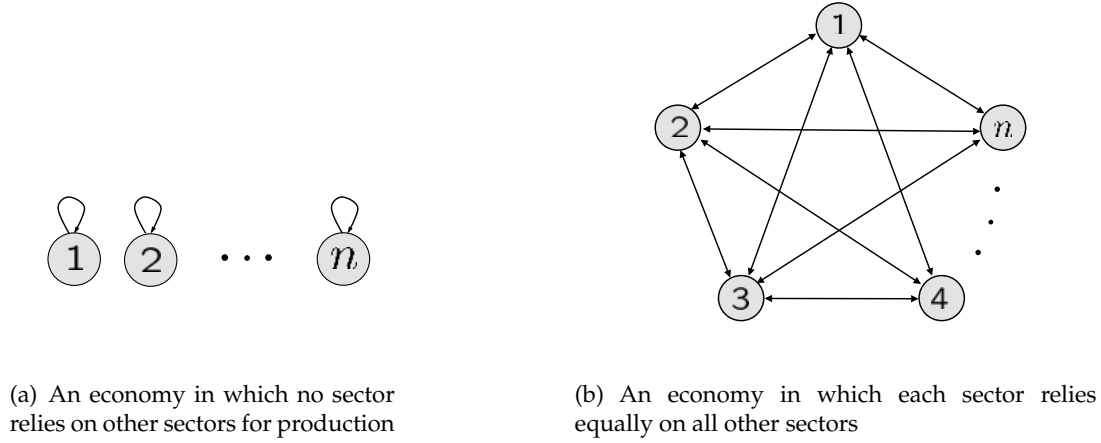 1
2
n
3
4
1 2 . . . n
(a) An economy in which no sector
relies on other sectors for production
(b) An economy in which each sector relies
equally on all other sectors